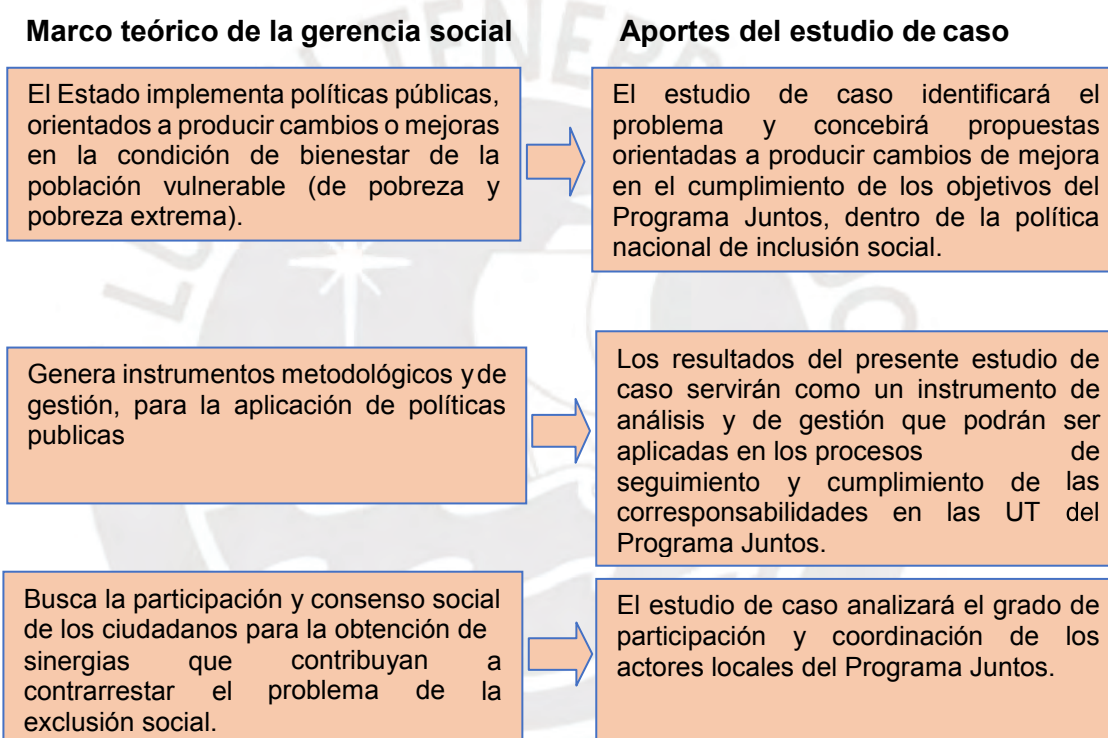 Marco teórico de la gerencia social
Aportes del estudio de caso
El Estado implementa políticas públicas,
orientados a producir cambios o mejoras
en la condición de bienestar de la
población vulnerable (de pobreza y
pobreza extrema).
El estudio de caso identificará el
problema y concebirá propuestas
orientadas a producir cambios de mejora
en el cumplimiento de los objetivos del
Programa Juntos, dentro de la política
nacional de inclusión social.
Genera instrumentos metodológicos y de
gestión, para la aplicación de políticas
publicas
Los resultados del presente estudio de
caso servirán como un instrumento de
análisis y de gestión que podrán ser
aplicadas en los procesos de
seguimiento y cumplimiento de las
corresponsabilidades en las UT del
Programa Juntos.
Busca la participación y consenso social
de los ciudadanos para la obtención de
sinergias que contribuyan a
contrarrestar el problema de la
exclusión social.
El estudio de caso analizará el grado de
participación y coordinación de los
actores locales del Programa Juntos.